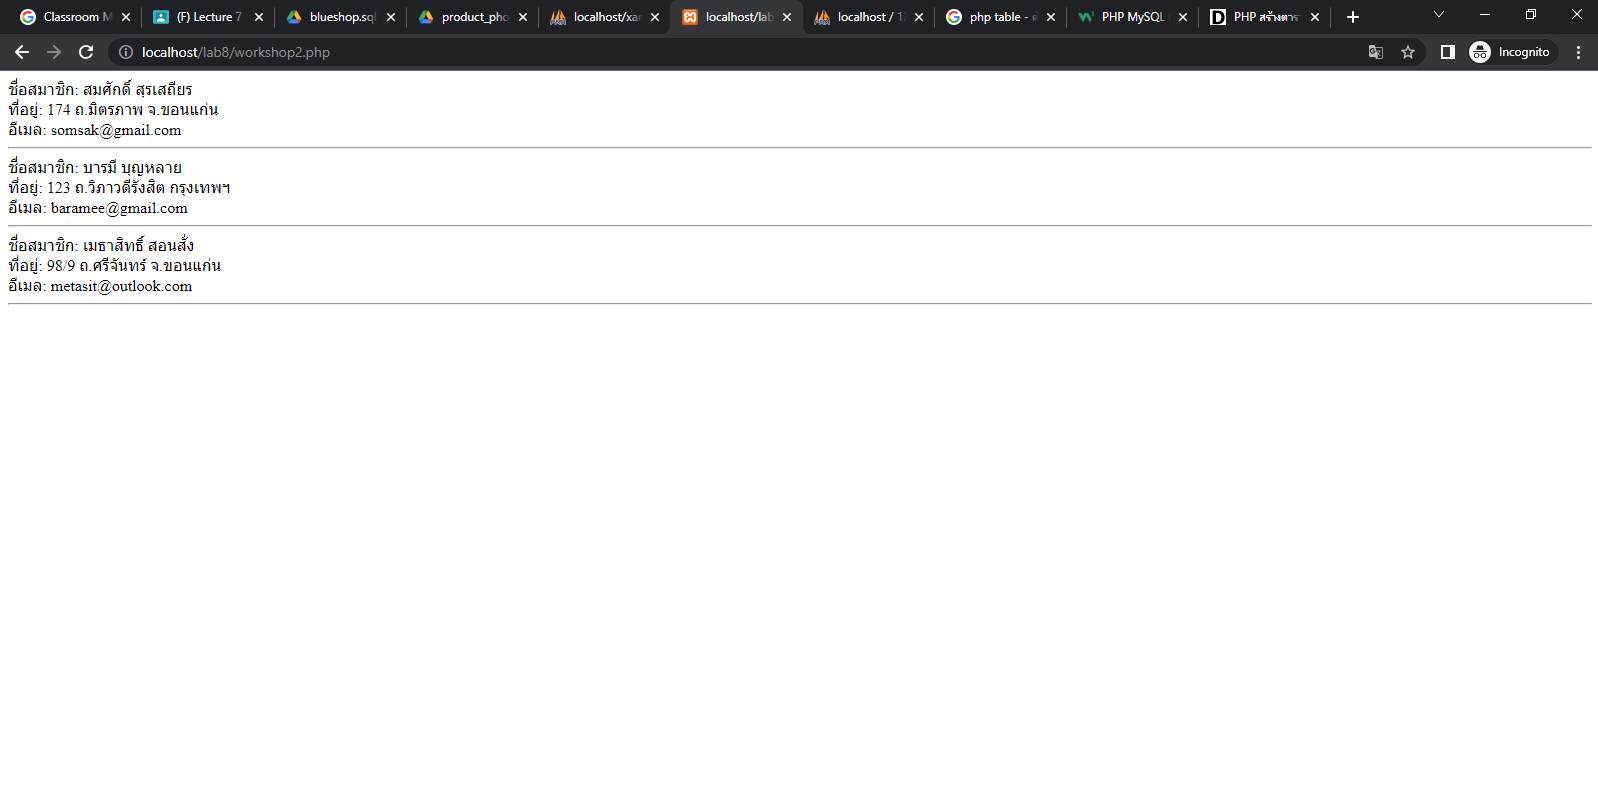 Classroom M
(F) Lecture 7
blueshop.sql
product_pho
localhost/xar
localhost/lab
localhost / 12
php table - ค้
PHP MySQL
PHP สร้างตาร
localhost/lab8/workshop2.php
Incognito
ชื่อสมาชิก: สมศักดิ์ สุรเสถียร
ที่อยู่: 174 ถ.มิตรภาพ จ.ขอนแก่น
อีเมล: somsak@gmail.com
ชื่อสมาชิก: บารมี บุญหลาย
ที่อยู่: 123 ถ.วิภาวดีรังสิต กรุงเทพฯ
อีเมล: baramee@gmail.com
ชื่อสมาชิก: เมธาสิทธิ์ สอนสั่ง
ที่อยู่: 98/9 ถ.ศรีจันทร์ จ.ขอนแก่น
อีเมล: metasit@outlook.com